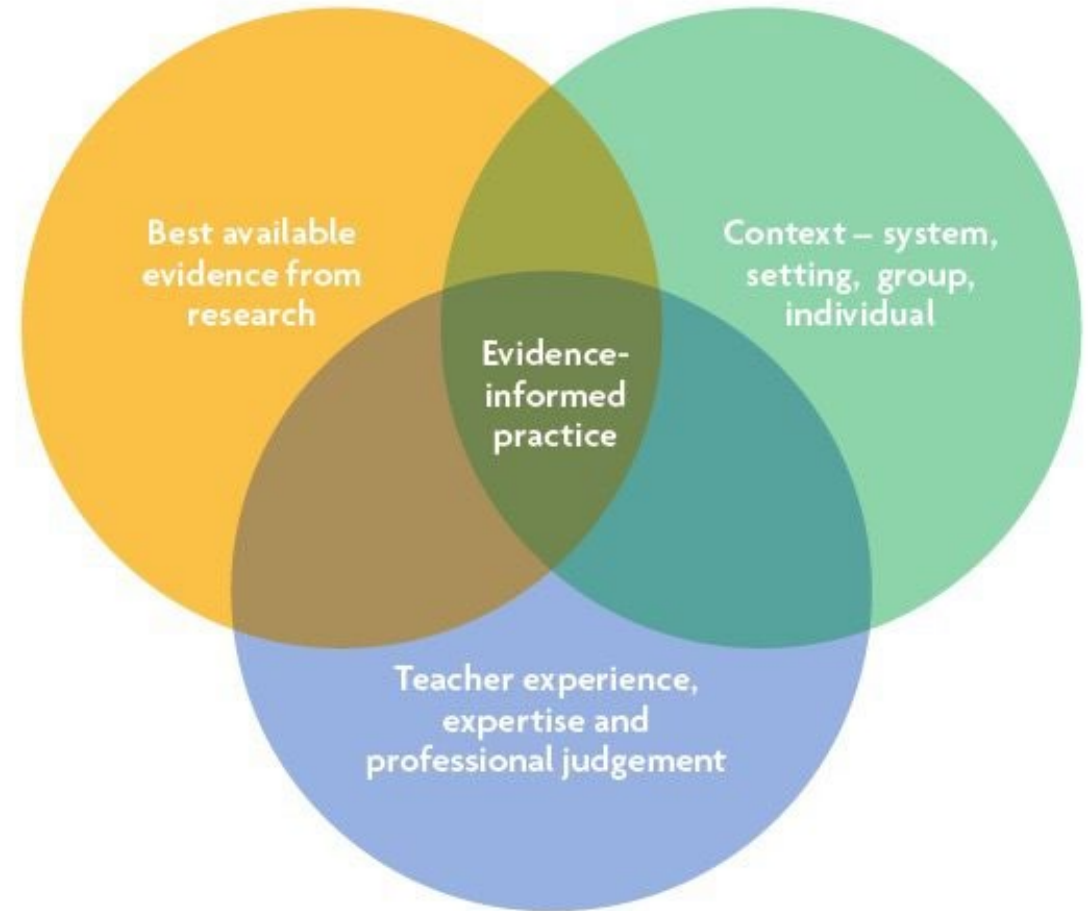 Best available
evidence from
research
Context – system,
setting, group,
individual
Evidence-
informed
practice
Teacher experience,
expertise and
professional judgement